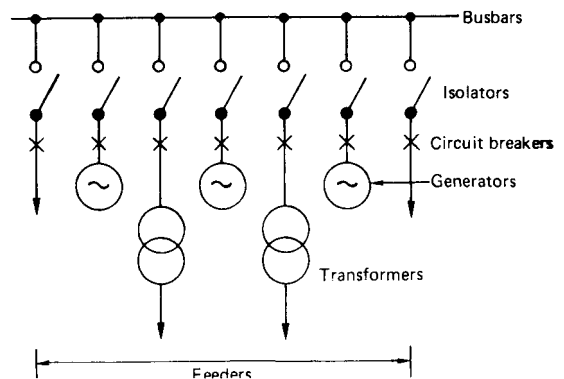 Busbars
Isolators
Circuit breakers
Generators
Transformers
Feeders